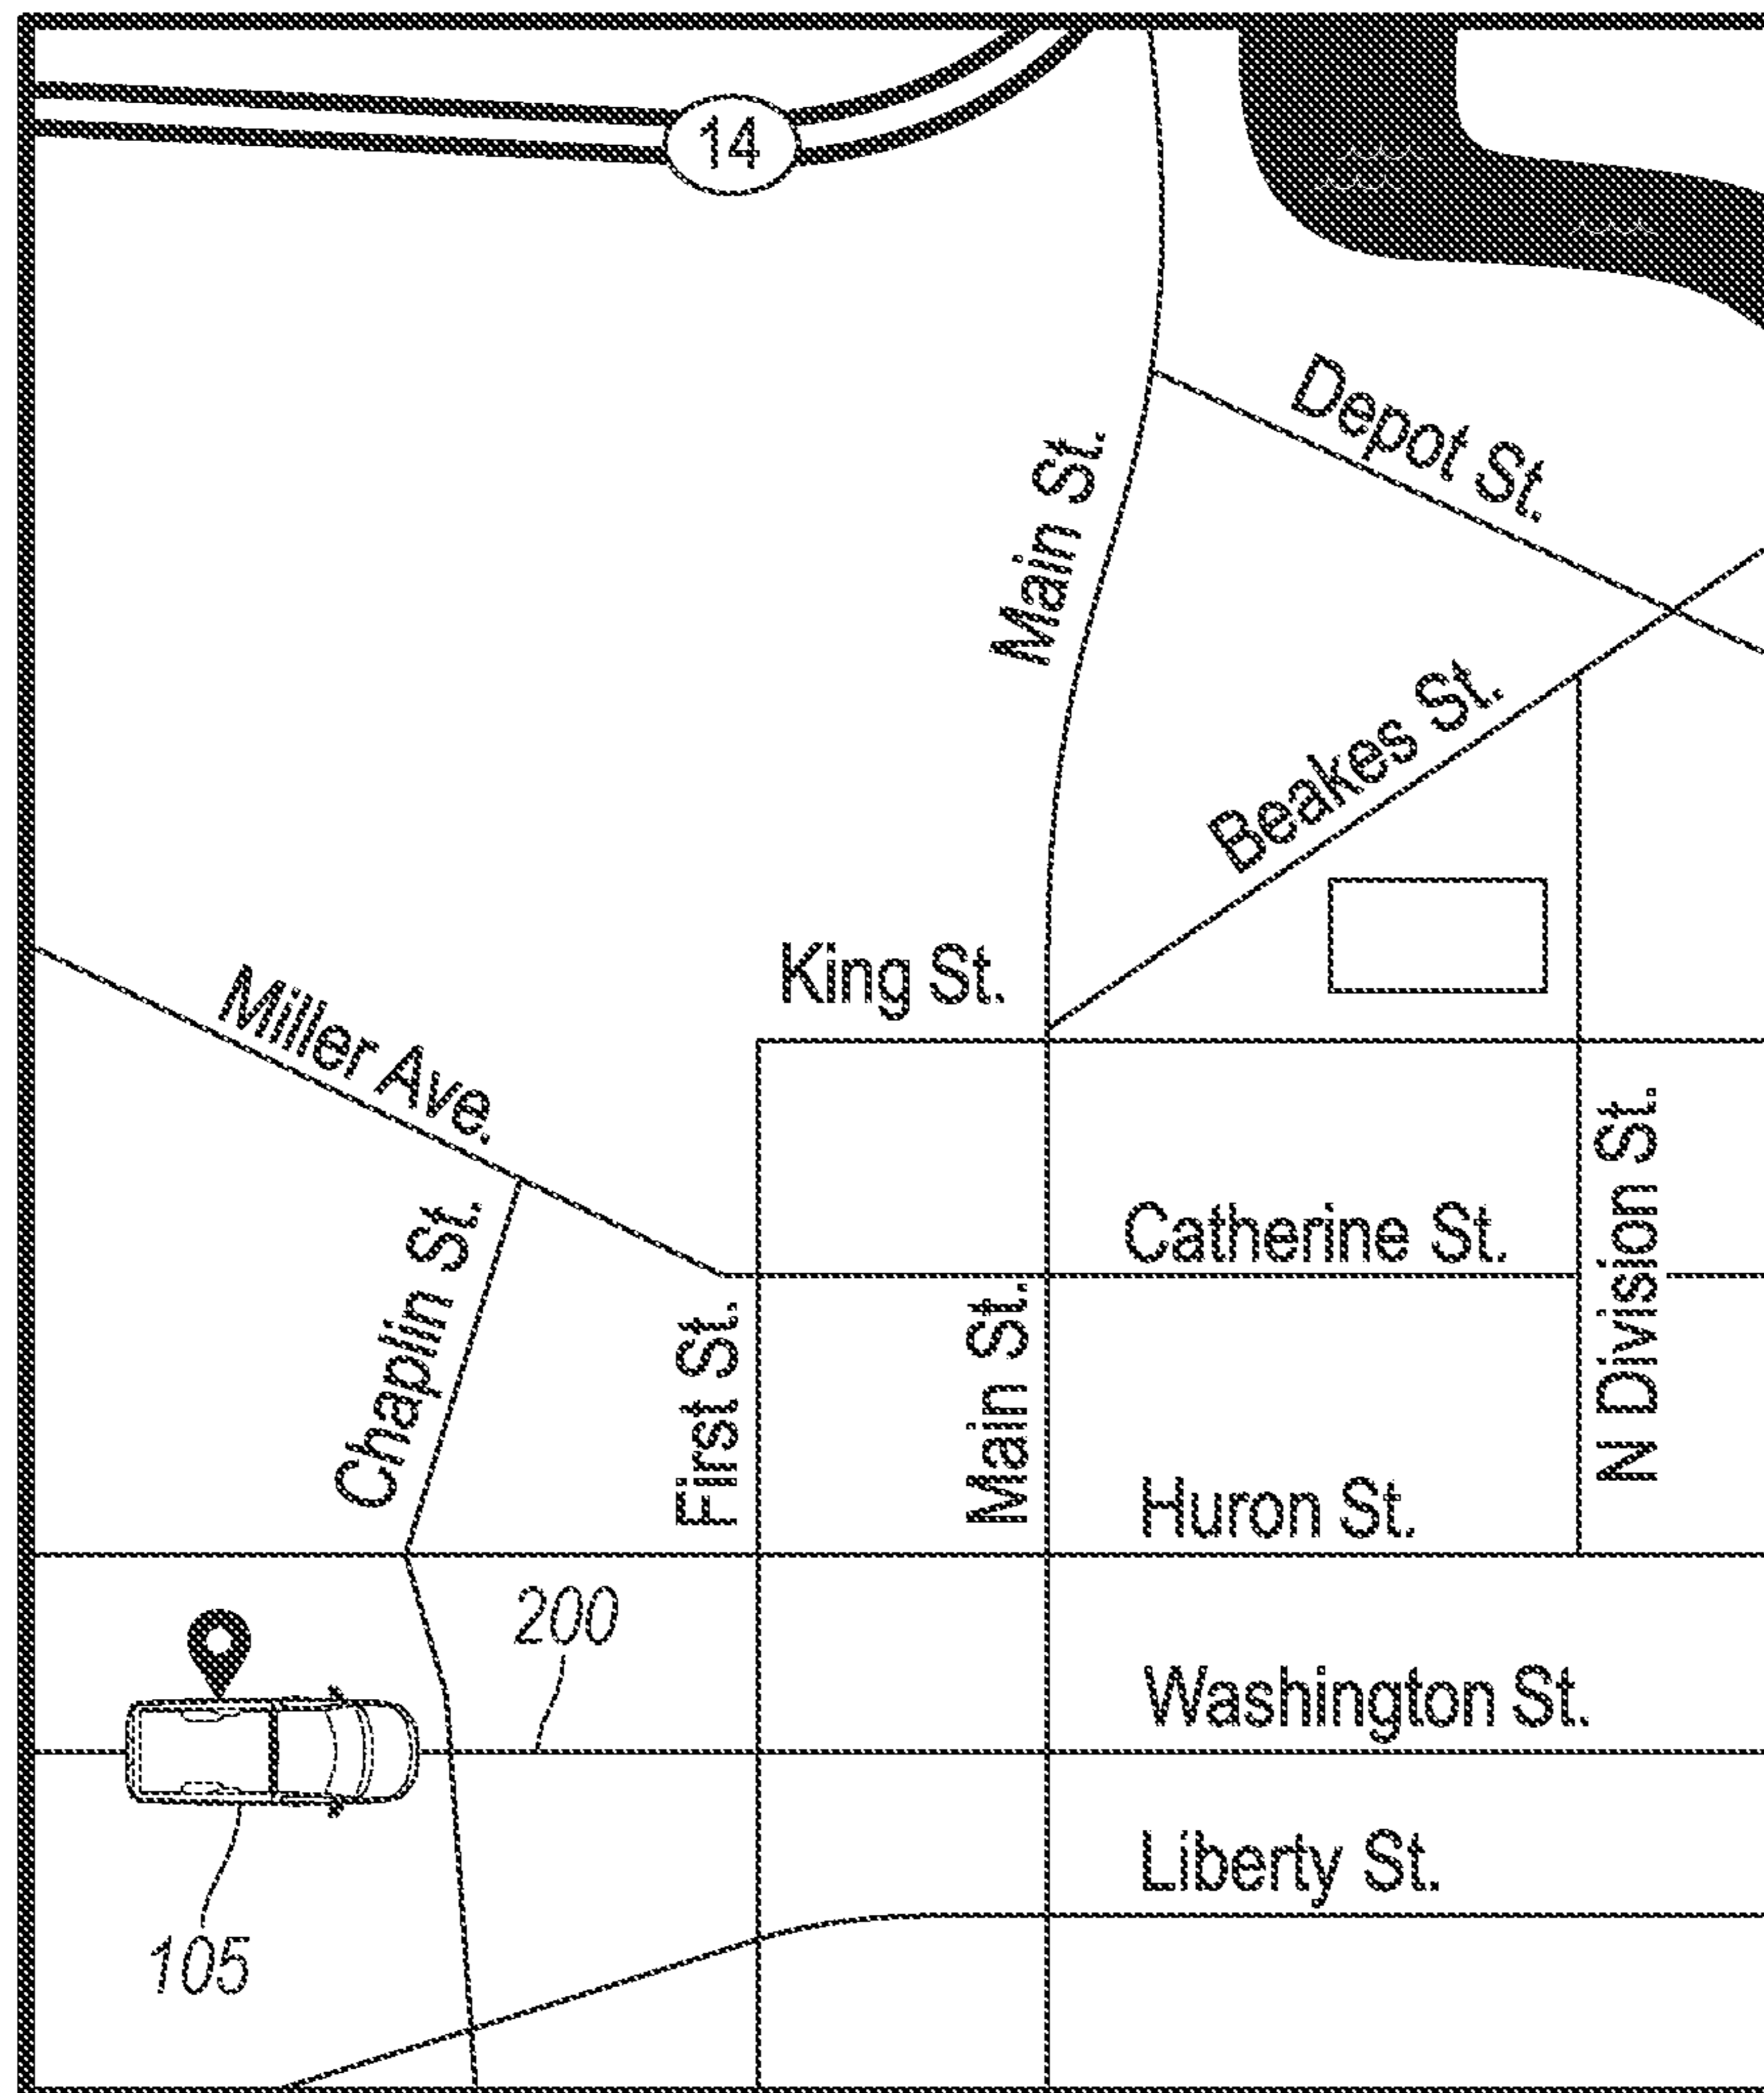 14
Depot St.
Main St.
Beakes St.
King St.
Miller Ave.
Catherine St.
N Division St.
Chaplin St.
First St.
Main St.
Huron St.
200
Washington St.
Liberty St.
105